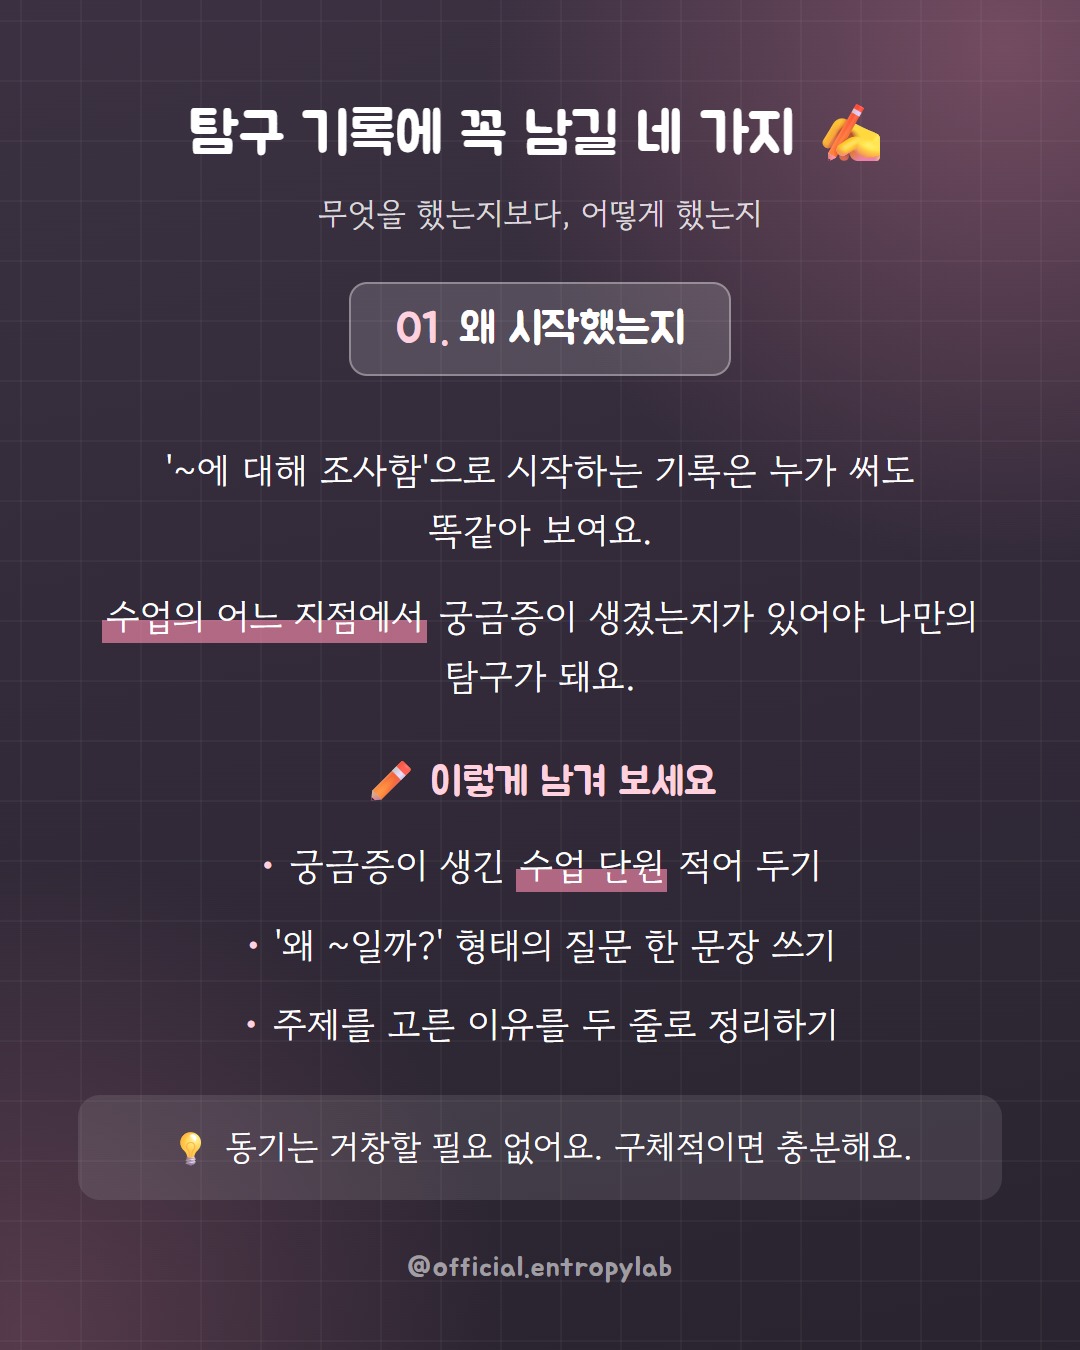 탐구 기록에 꼭 남길 네 가지 ✍️
무엇을 했는지보다, 어떻게 했는지
01. 왜 시작했는지
'~에 대해 조사함'으로 시작하는 기록은 누가 써도
똑같아 보여요.
수업의 어느 지점에서 궁금증이 생겼는지가 있어야 나만의
탐구가 돼요.
✏️ 이렇게 남겨 보세요
• 궁금증이 생긴 수업 단원 적어 두기
• '왜 ~일까?' 형태의 질문 한 문장 쓰기
• 주제를 고른 이유를 두 줄로 정리하기
💡 동기는 거창할 필요 없어요. 구체적이면 충분해요.
@official.entropylab